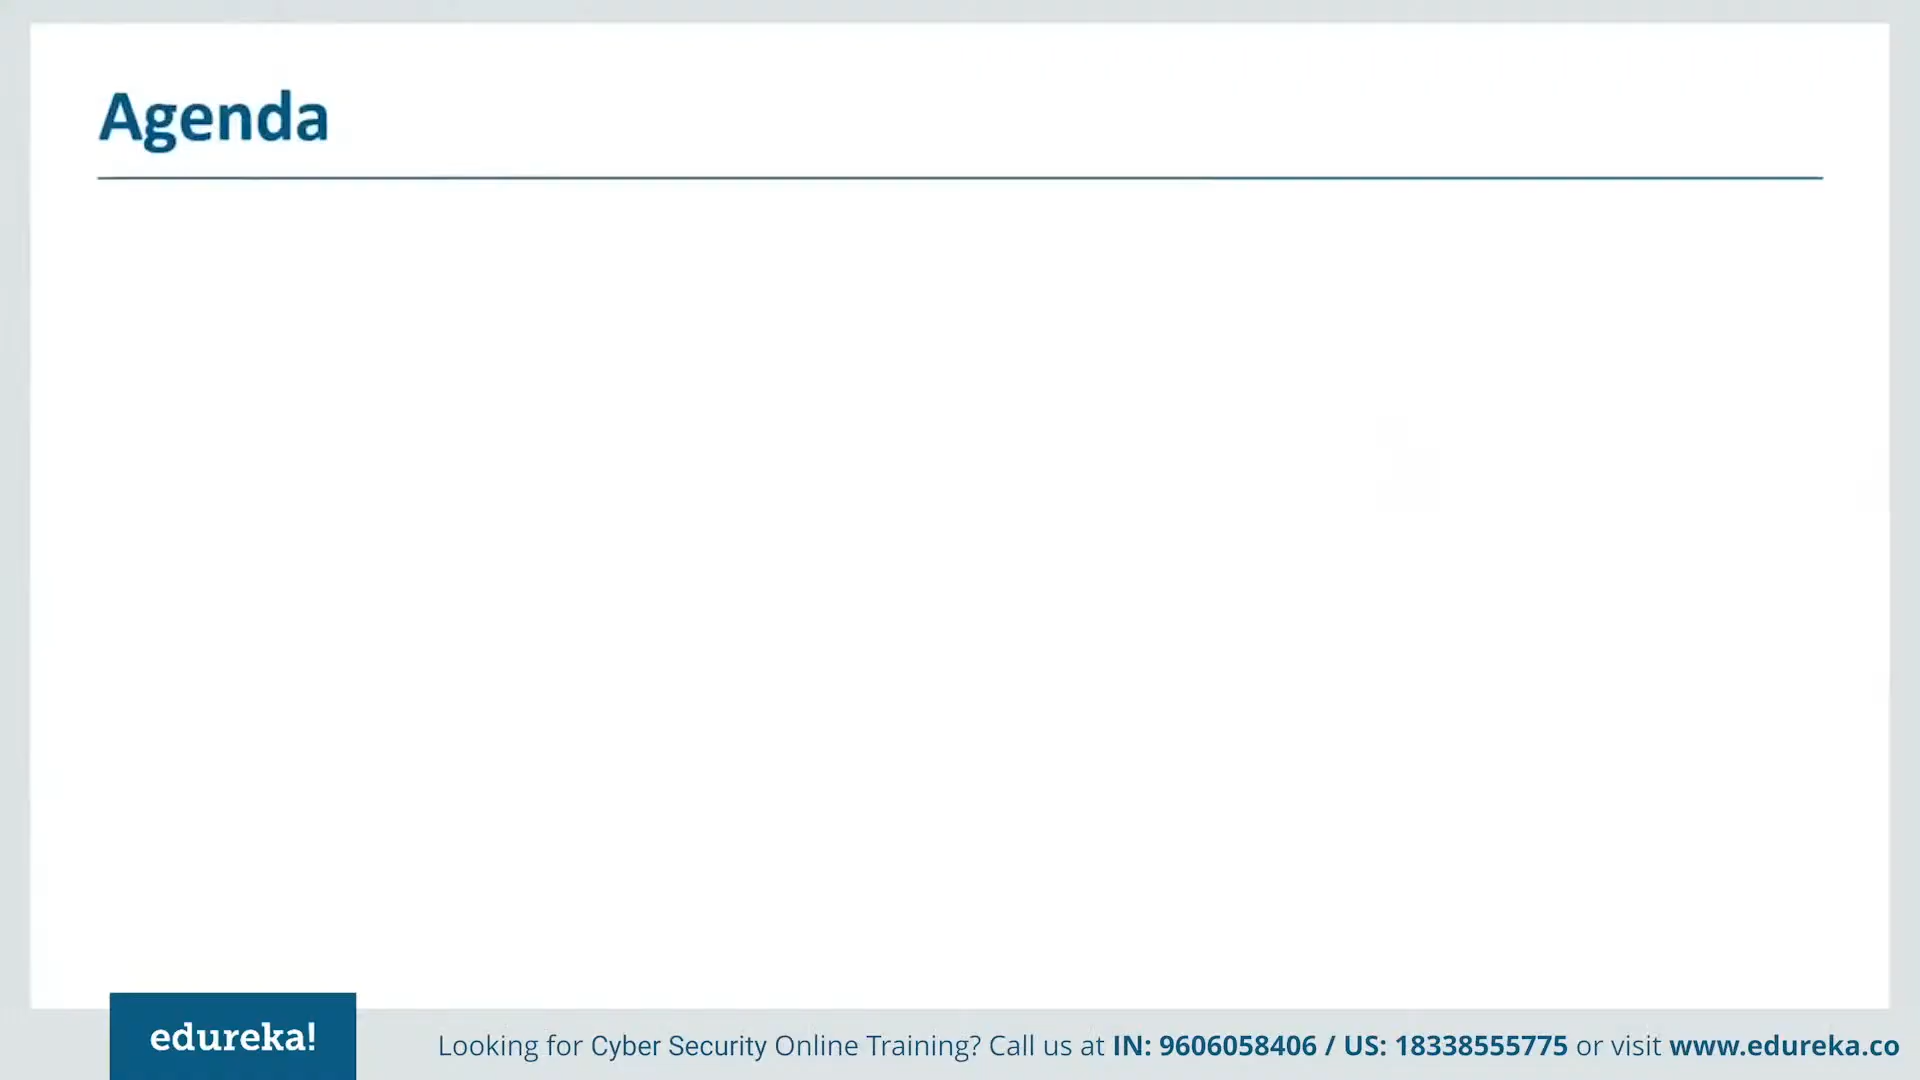 Agenda
edureka!
Looking for Cyber Security Online Training? Call us at IN: 9606058406 / US: 18338555775 or visit www.edureka.co